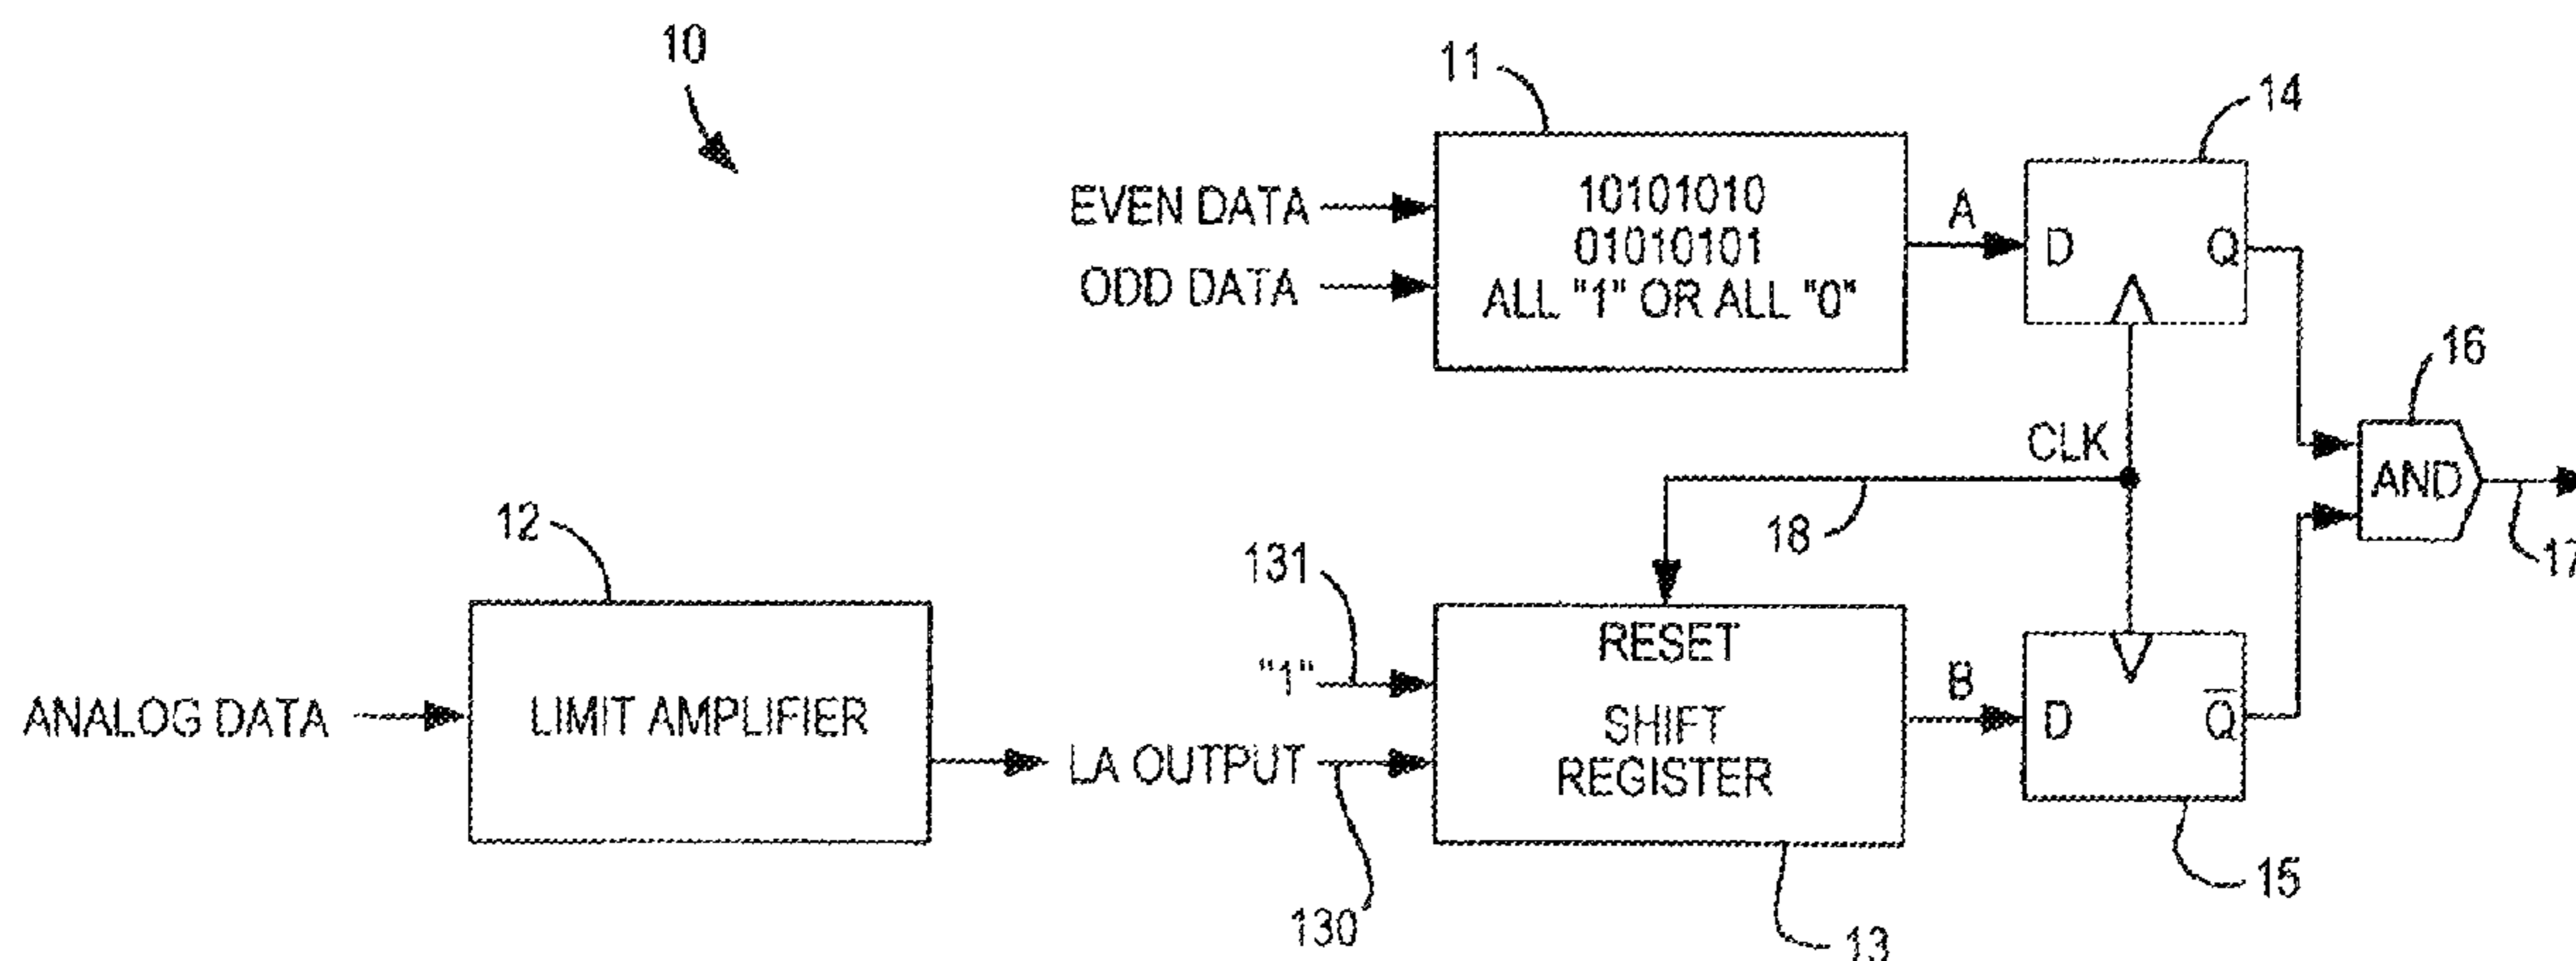 10
11
14
EVEN DATA
ODD DATA
10101010
01010101
ALL "1" OR ALL "0"
A
D
Q
16
CLK
AND
12
131
18
17
"1"
RESET
SHIFT
REGISTER
B
D
Q̅
ANALOG DATA
LIMIT AMPLIFIER
LA OUTPUT
15
130
13